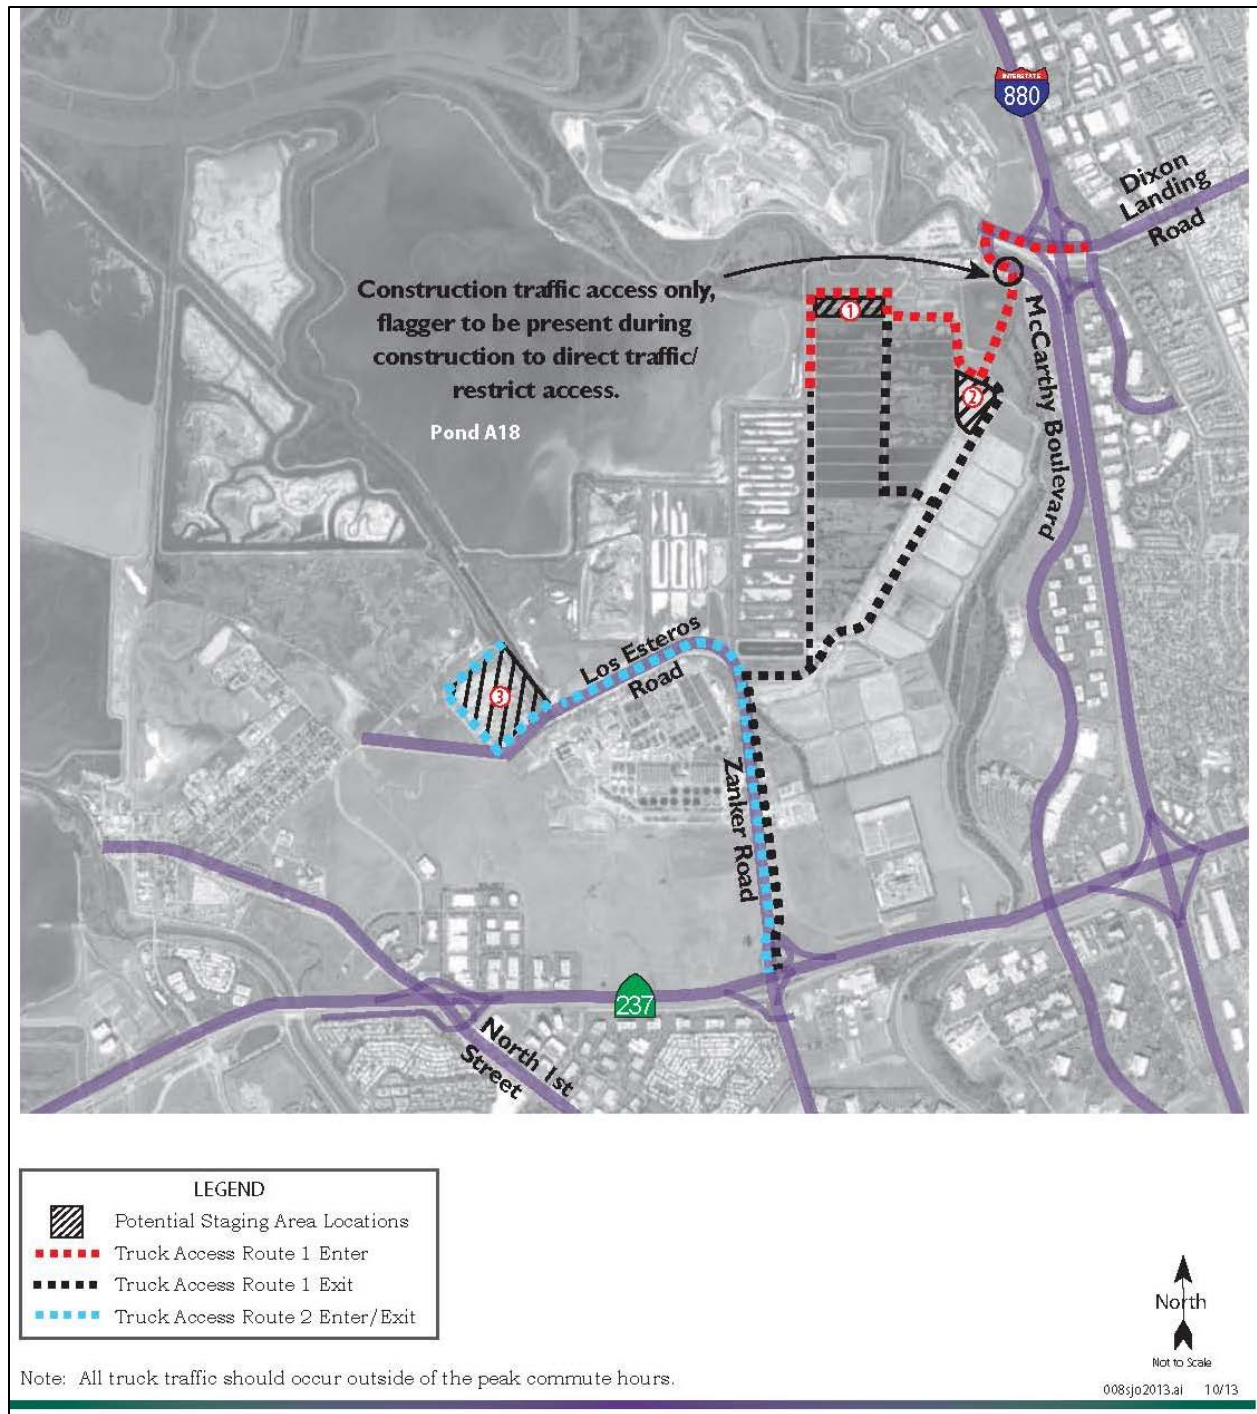 INTERSTATE
880
Dixon
Landing
Road
Construction traffic access only,
flagger to be present during
construction to direct traffic/
restrict access.
Pond A18
1
2
McCarthy Boulevard
Los Esteros
Road
3
Zanker Road
237
North 1st
Street
LEGEND
Potential Staging Area Locations
Truck Access Route 1 Enter
Truck Access Route 1 Exit
Truck Access Route 2 Enter/Exit
North
Not to Scale
Note: All truck traffic should occur outside of the peak commute hours.
008sjo2013.ai 10/13